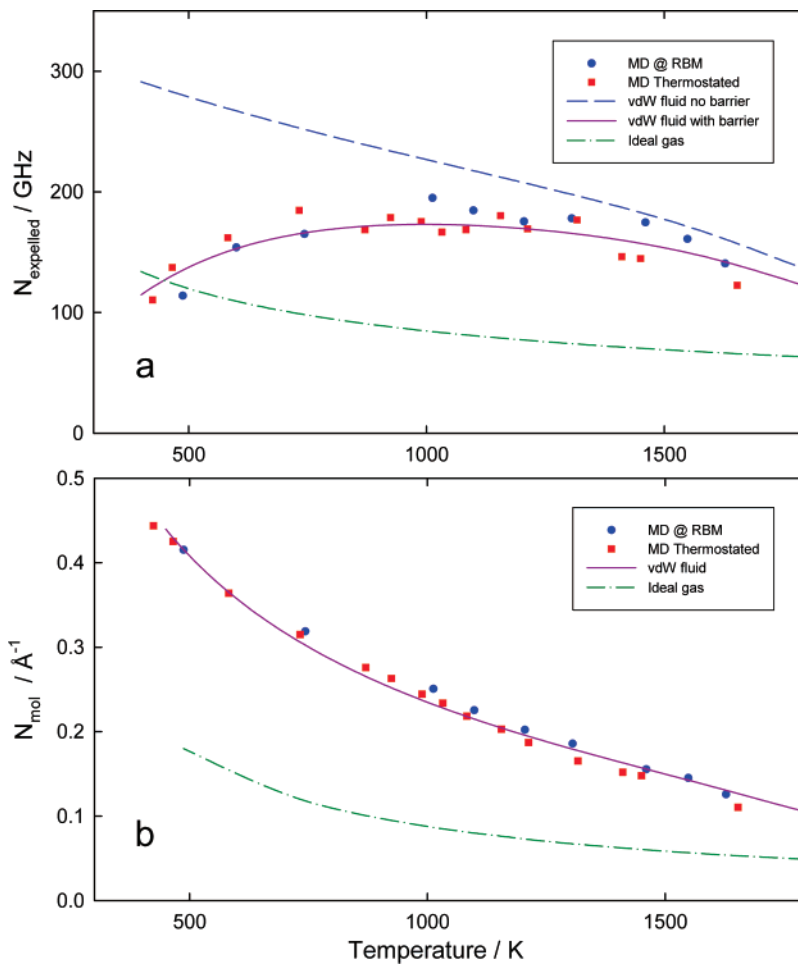 300
200
100
0
N_expelled / GHz
MD @ RBM
MD Thermostated
vdW fluid no barrier
vdW fluid with barrier
Ideal gas
a
500
1000
1500
0.5
0.4
0.3
0.2
0.1
0.0
N_mol / Å⁻¹
MD @ RBM
MD Thermostated
vdW fluid
Ideal gas
b
500
1000
1500
Temperature / K